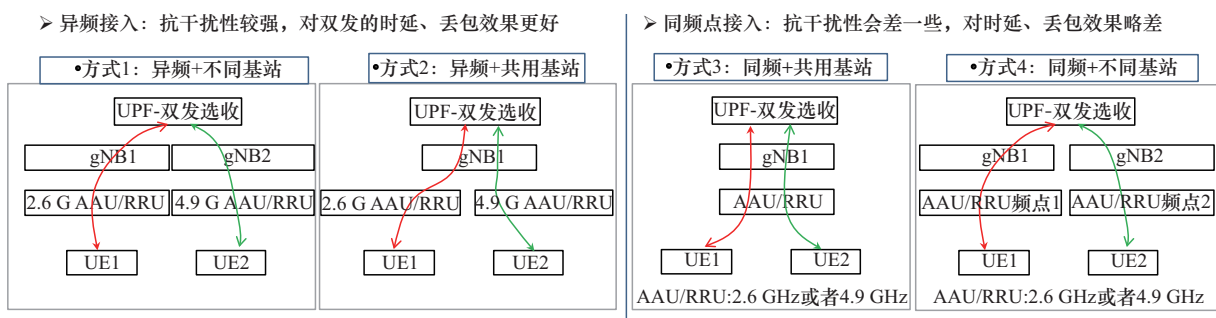 ➢ 异频接入：抗干扰性较强，对双发的时延、丢包效果更好
•方式1：异频+不同基站
UPF-双发选收
gNB1
gNB2
2.6 G AAU/RRU
4.9 G AAU/RRU
UE1
UE2
•方式2：异频+共用基站
UPF-双发选收
gNB1
2.6 G AAU/RRU
4.9 G AAU/RRU
UE1
UE2
➢ 同频点接入：抗干扰性会差一些，对时延、丢包效果略差
•方式3：同频+共用基站
UPF-双发选收
gNB1
AAU/RRU
UE1
UE2
AAU/RRU:2.6 GHz或者4.9 GHz
•方式4：同频+不同基站
UPF-双发选收
gNB1
gNB2
AAU/RRU频点1
AAU/RRU频点2
UE1
UE2
AAU/RRU:2.6 GHz或者4.9 GHz